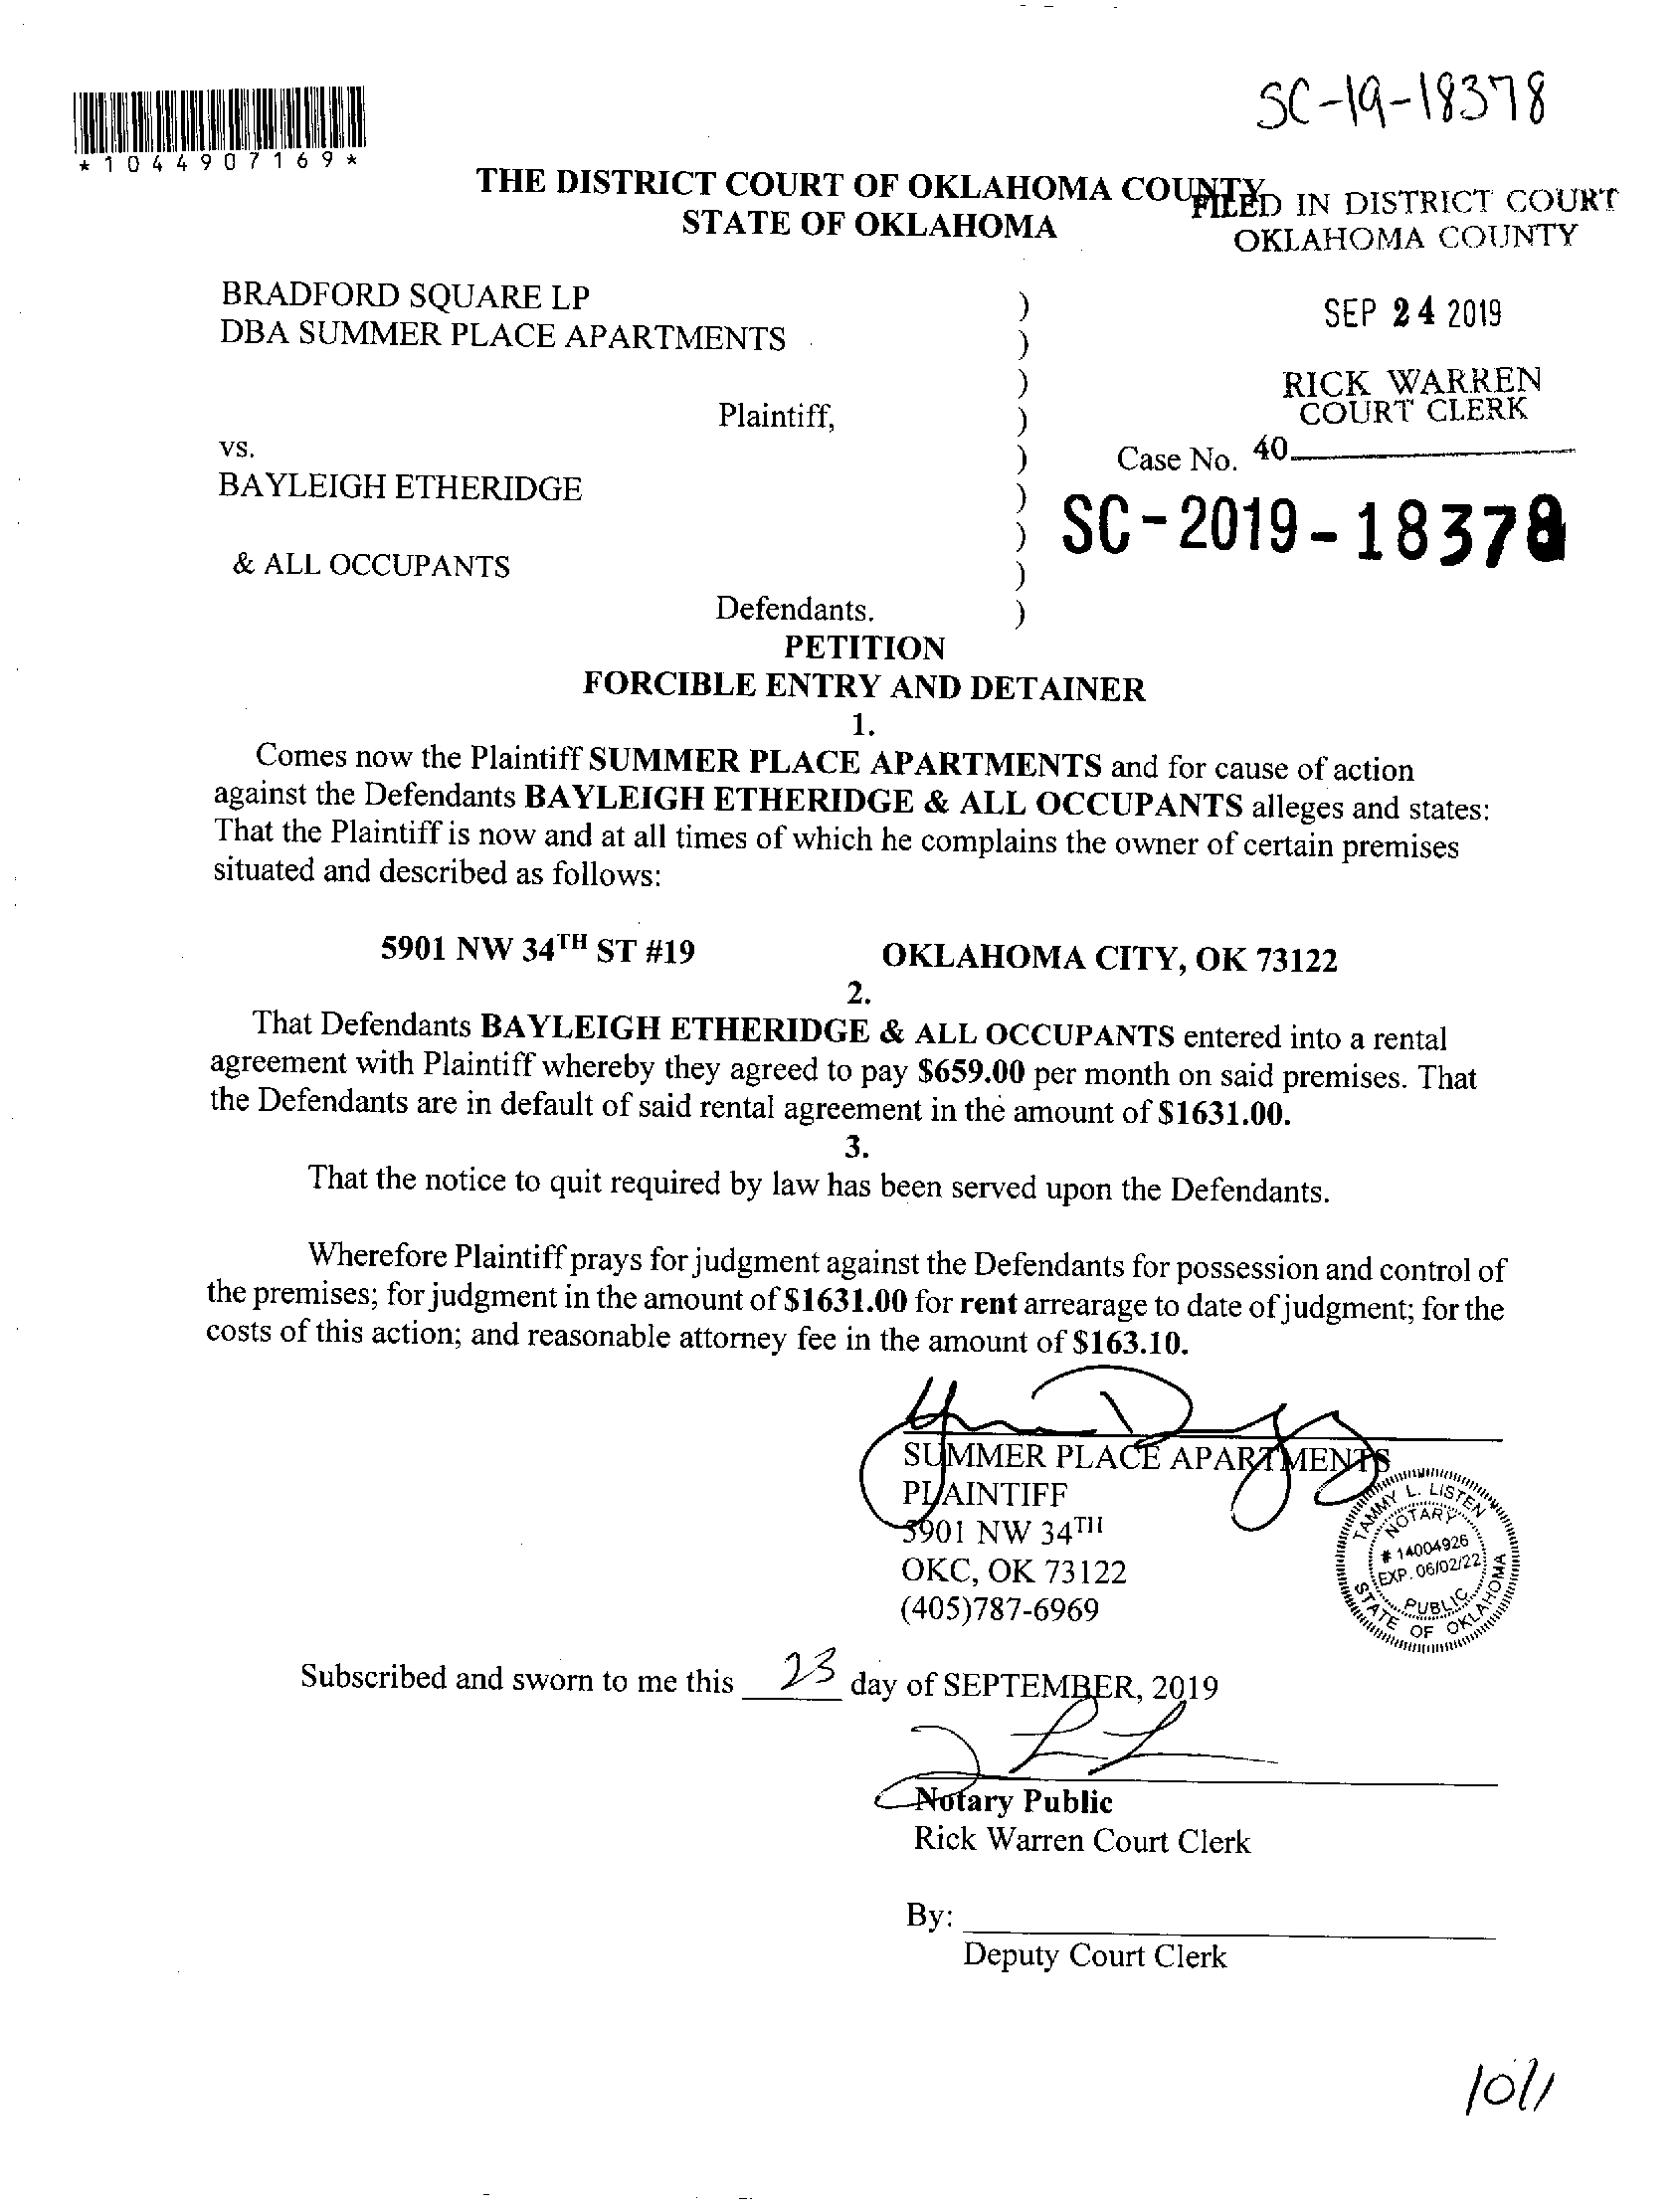 SC-19-18378
*1044907169*
THE DISTRICT COURT OF OKLAHOMA COUNTY
STATE OF OKLAHOMA
FILED IN DISTRICT COURT
OKLAHOMA COUNTY
BRADFORD SQUARE LP )
DBA SUMMER PLACE APARTMENTS )
SEP 24 2019
)
Plaintiff, )
RICK WARREN
COURT CLERK
vs. )
Case No. 40
BAYLEIGH ETHERIDGE )
)
SC-2019-18378
& ALL OCCUPANTS )
Defendants. )
PETITION
FORCIBLE ENTRY AND DETAINER
1.
Comes now the Plaintiff SUMMER PLACE APARTMENTS and for cause of action
against the Defendants BAYLEIGH ETHERIDGE & ALL OCCUPANTS alleges and states:
That the Plaintiff is now and at all times of which he complains the owner of certain premises
situated and described as follows:
5901 NW 34TH ST #19 OKLAHOMA CITY, OK 73122
2.
That Defendants BAYLEIGH ETHERIDGE & ALL OCCUPANTS entered into a rental
agreement with Plaintiff whereby they agreed to pay $659.00 per month on said premises. That
the Defendants are in default of said rental agreement in the amount of $1631.00.
3.
That the notice to quit required by law has been served upon the Defendants.
Wherefore Plaintiff prays for judgment against the Defendants for possession and control of
the premises; for judgment in the amount of $1631.00 for rent arrearage to date of judgment; for the
costs of this action; and reasonable attorney fee in the amount of $163.10.
SUMMER PLACE APARTMENTS
PLAINTIFF
5901 NW 34TH
OKC, OK 73122
(405)787-6969
TAMMY L. LISTEN
NOTARY
# 14004926
EXP. 06/02/22
PUBLIC
STATE OF OKLAHOMA
Subscribed and sworn to me this 23 day of SEPTEMBER, 2019
Notary Public
Rick Warren Court Clerk
By:
Deputy Court Clerk
10/1